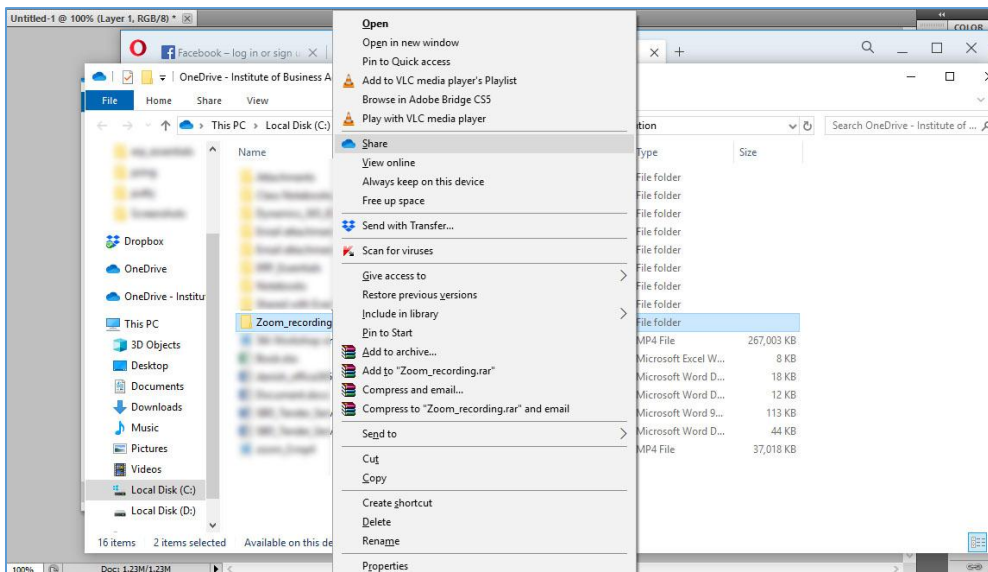 Untitled-1 @ 100% (Layer 1, RGB/8) *
COLOR
Facebook – log in or sign u
OneDrive - Institute of Business A
File Home Share View
This PC > Local Disk (C:)
tion
Search OneDrive - Institute of ...
Name
Type
Size
Dropbox
OneDrive
OneDrive - Institu
This PC
3D Objects
Desktop
Documents
Downloads
Music
Pictures
Videos
Local Disk (C:)
Local Disk (D:)
Zoom_recording
File folder
File folder
File folder
File folder
File folder
File folder
File folder
File folder
File folder
MP4 File 267,003 KB
Microsoft Excel W... 8 KB
Microsoft Word D... 18 KB
Microsoft Word D... 12 KB
Microsoft Word 9... 113 KB
Microsoft Word D... 44 KB
MP4 File 37,018 KB
16 items 2 items selected Available on this de
Open
Open in new window
Pin to Quick access
Add to VLC media player's Playlist
Browse in Adobe Bridge CS5
Play with VLC media player
Share
View online
Always keep on this device
Free up space
Send with Transfer...
Scan for viruses
Give access to
Restore previous versions
Include in library
Pin to Start
Add to archive...
Add to "Zoom_recording.rar"
Compress and email...
Compress to "Zoom_recording.rar" and email
Send to
Cut
Copy
Create shortcut
Delete
Rename
Properties
100% Doc: 1.23M/1.23M